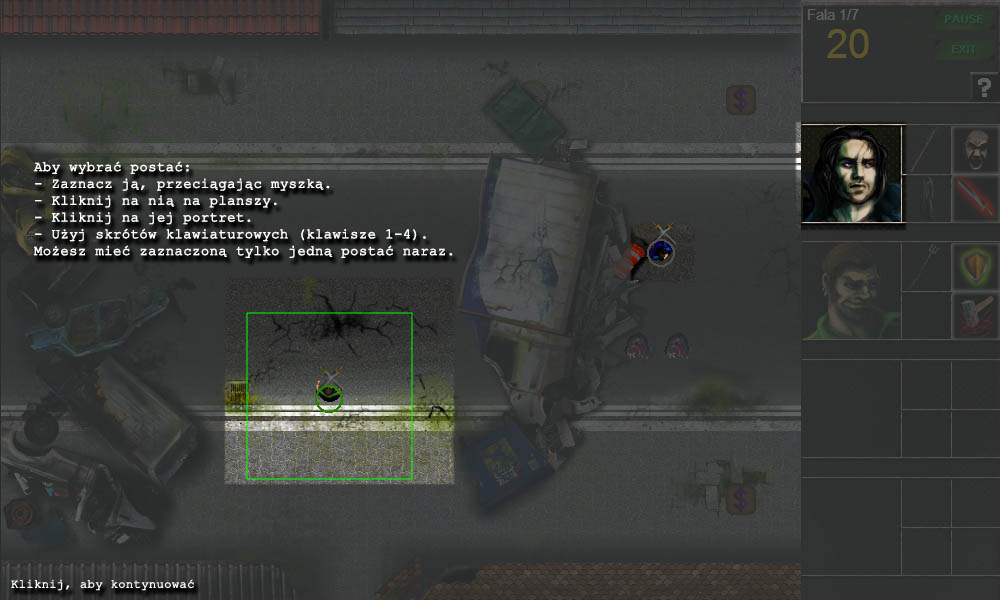 Fala 1/7
20
PAUSE
EXIT
?
Aby wybrać postać:
- Zaznacz ją, przeciągając myszką.
- Kliknij na nią na planszy.
- Kliknij na jej portret.
- Użyj skrótów klawiaturowych (klawisze 1-4).
Możesz mieć zaznaczoną tylko jedną postać naraz.
Kliknij, aby kontynuować